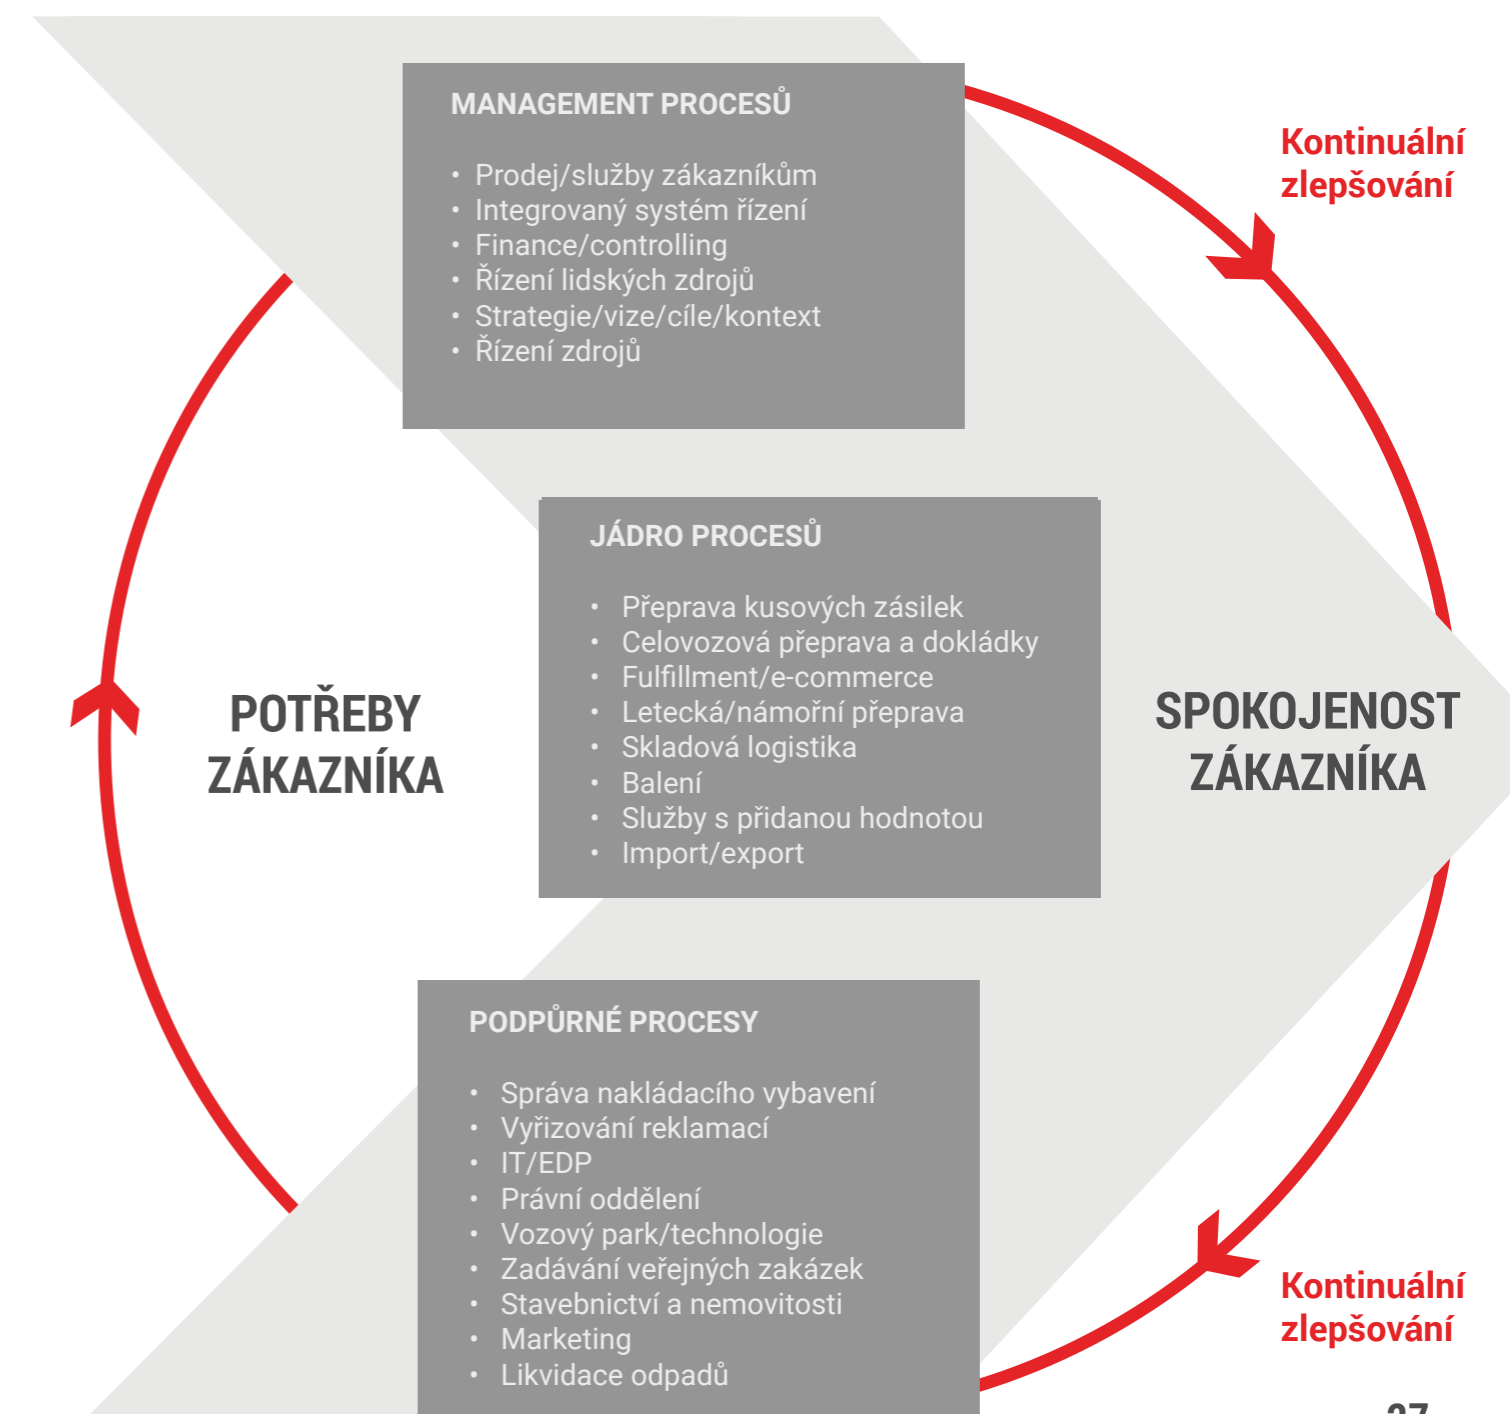 MANAGEMENT PROCESŮ
• Prodej/služby zákazníkům
• Integrovaný systém řízení
• Finance/controlling
• Řízení lidských zdrojů
• Strategie/vize/cíle/kontext
• Řízení zdrojů
Kontinuální
zlepšování
JÁDRO PROCESŮ
• Přeprava kusových zásilek
• Celovozová přeprava a dokládky
• Fulfillment/e-commerce
• Letecká/námořní přeprava
• Skladová logistika
• Balení
• Služby s přidanou hodnotou
• Import/export
POTŘEBY
ZÁKAZNÍKA
SPOKOJENOST
ZÁKAZNÍKA
PODPŮRNÉ PROCESY
• Správa nakládacího vybavení
• Vyřizování reklamací
• IT/EDP
• Právní oddělení
• Vozový park/technologie
• Zadávání veřejných zakázek
• Stavebnictví a nemovitosti
• Marketing
• Likvidace odpadů
Kontinuální
zlepšování